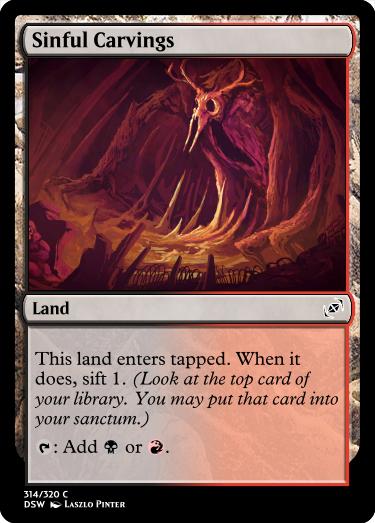 Sinful Carvings
Land
This land enters tapped. When it
does, sift 1. (Look at the top card of
your library. You may put that card into
your sanctum.)
: Add or .
314/320 C
DSW Laszlo Pinter